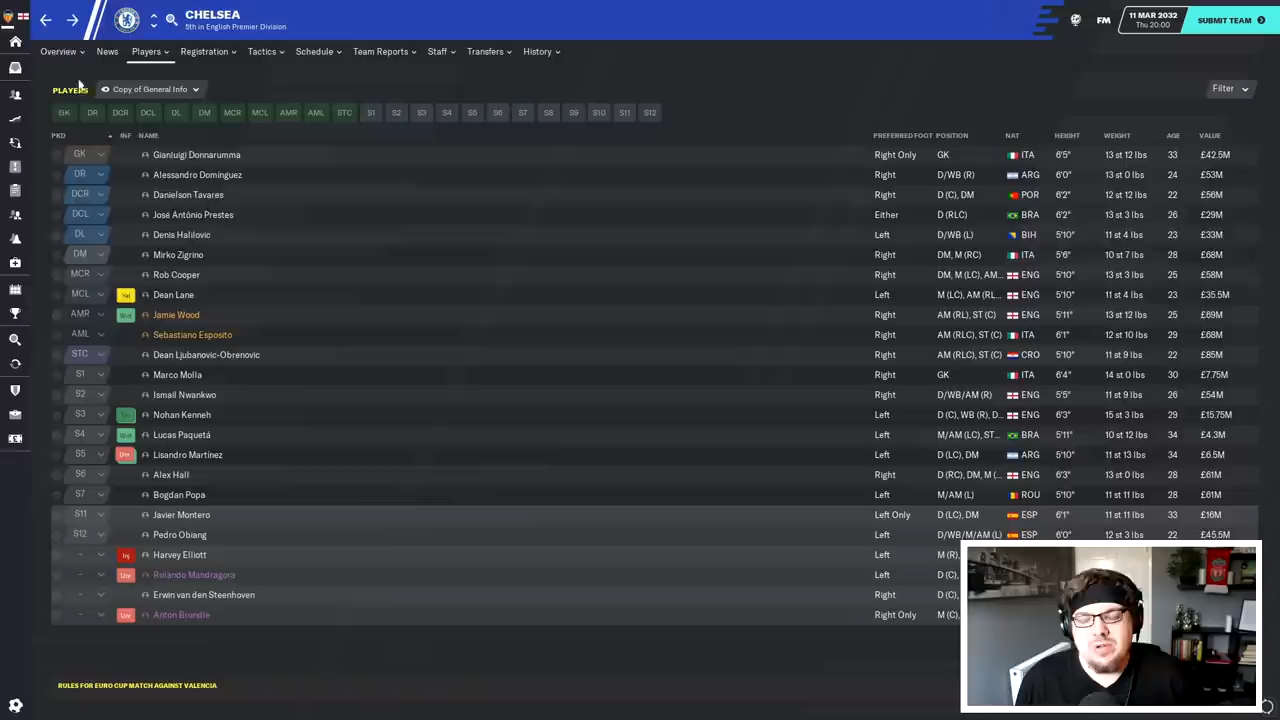 CHELSEA
5th in English Premier Division
FM
11 MAR 2032
Thu 20:00
SUBMIT TEAM
Overview News Players Registration Tactics Schedule Team Reports Staff Transfers History
PLAYERS Copy of General Info Filter
GK DR DCR DCL DL DM MCR MCL AMR AML STC S1 S2 S3 S4 S5 S6 S7 S8 S9 S10 S11 S12
PKD INF NAME PREFERRED FOOT POSITION NAT HEIGHT WEIGHT AGE VALUE
GK Gianluigi Donnarumma Right Only GK ITA 6'5" 13 st 12 lbs 33 £42.5M
DR Alessandro Domínguez Right D/WB (R) ARG 6'0" 13 st 0 lbs 24 £53M
DCR Danielson Tavares Right D (C), DM POR 6'2" 12 st 12 lbs 22 £56M
DCL José António Prestes Either D (RLC) BRA 6'2" 13 st 3 lbs 26 £29M
DL Denis Halilovic Left D/WB (L) BIH 5'10" 11 st 4 lbs 23 £33M
DM Mirko Zigrino Right DM, M (RC) ITA 5'6" 10 st 7 lbs 28 £68M
MCR Rob Cooper Right DM, M (LC), AM... ENG 5'10" 13 st 3 lbs 25 £58M
MCL Yel Dean Lane Left M (LC), AM (RL... ENG 5'10" 11 st 4 lbs 23 £35.5M
AMR Wnt Jamie Wood Right AM (RL), ST (C) ENG 5'11" 13 st 12 lbs 25 £69M
AML Sebastiano Esposito Right AM (RLC), ST (C) ITA 6'1" 12 st 10 lbs 29 £68M
STC Dean Ljubanovic-Obrenovic Right AM (RLC), ST (C) CRO 5'10" 11 st 9 lbs 22 £85M
S1 Marco Molla Right GK ITA 6'4" 14 st 0 lbs 30 £7.75M
S2 Ismail Nwankwo Right D/WB/AM (R) ENG 5'5" 11 st 9 lbs 26 £54M
S3 Nohan Kenneh Left D (C), WB (R), D... ENG 6'3" 15 st 3 lbs 29 £15.75M
S4 Wnt Lucas Paquetá Left M/AM (LC), ST... BRA 5'11" 10 st 12 lbs 34 £4.3M
S5 Unr Lisandro Martínez Left D (LC), DM ARG 5'10" 11 st 13 lbs 34 £6.5M
S6 Alex Hall Right D (RC), DM, M (... ENG 6'3" 13 st 0 lbs 28 £61M
S7 Bogdan Popa Left M/AM (L) ROU 5'10" 11 st 11 lbs 28 £61M
S11 Javier Montero Left Only D (LC), DM ESP 6'1" 11 st 11 lbs 33 £16M
S12 Pedro Obiang Left D/WB/M/AM (L) ESP 6'0" 12 st 3 lbs 22 £45.5M
- Inj Harvey Elliott Left M (R),
- Unr Rolando Mandragora Left D (C),
- Erwin van den Steenhoven Right D (C),
- Unr Anton Brundle Right Only M (C),
RULES FOR EURO CUP MATCH AGAINST VALENCIA